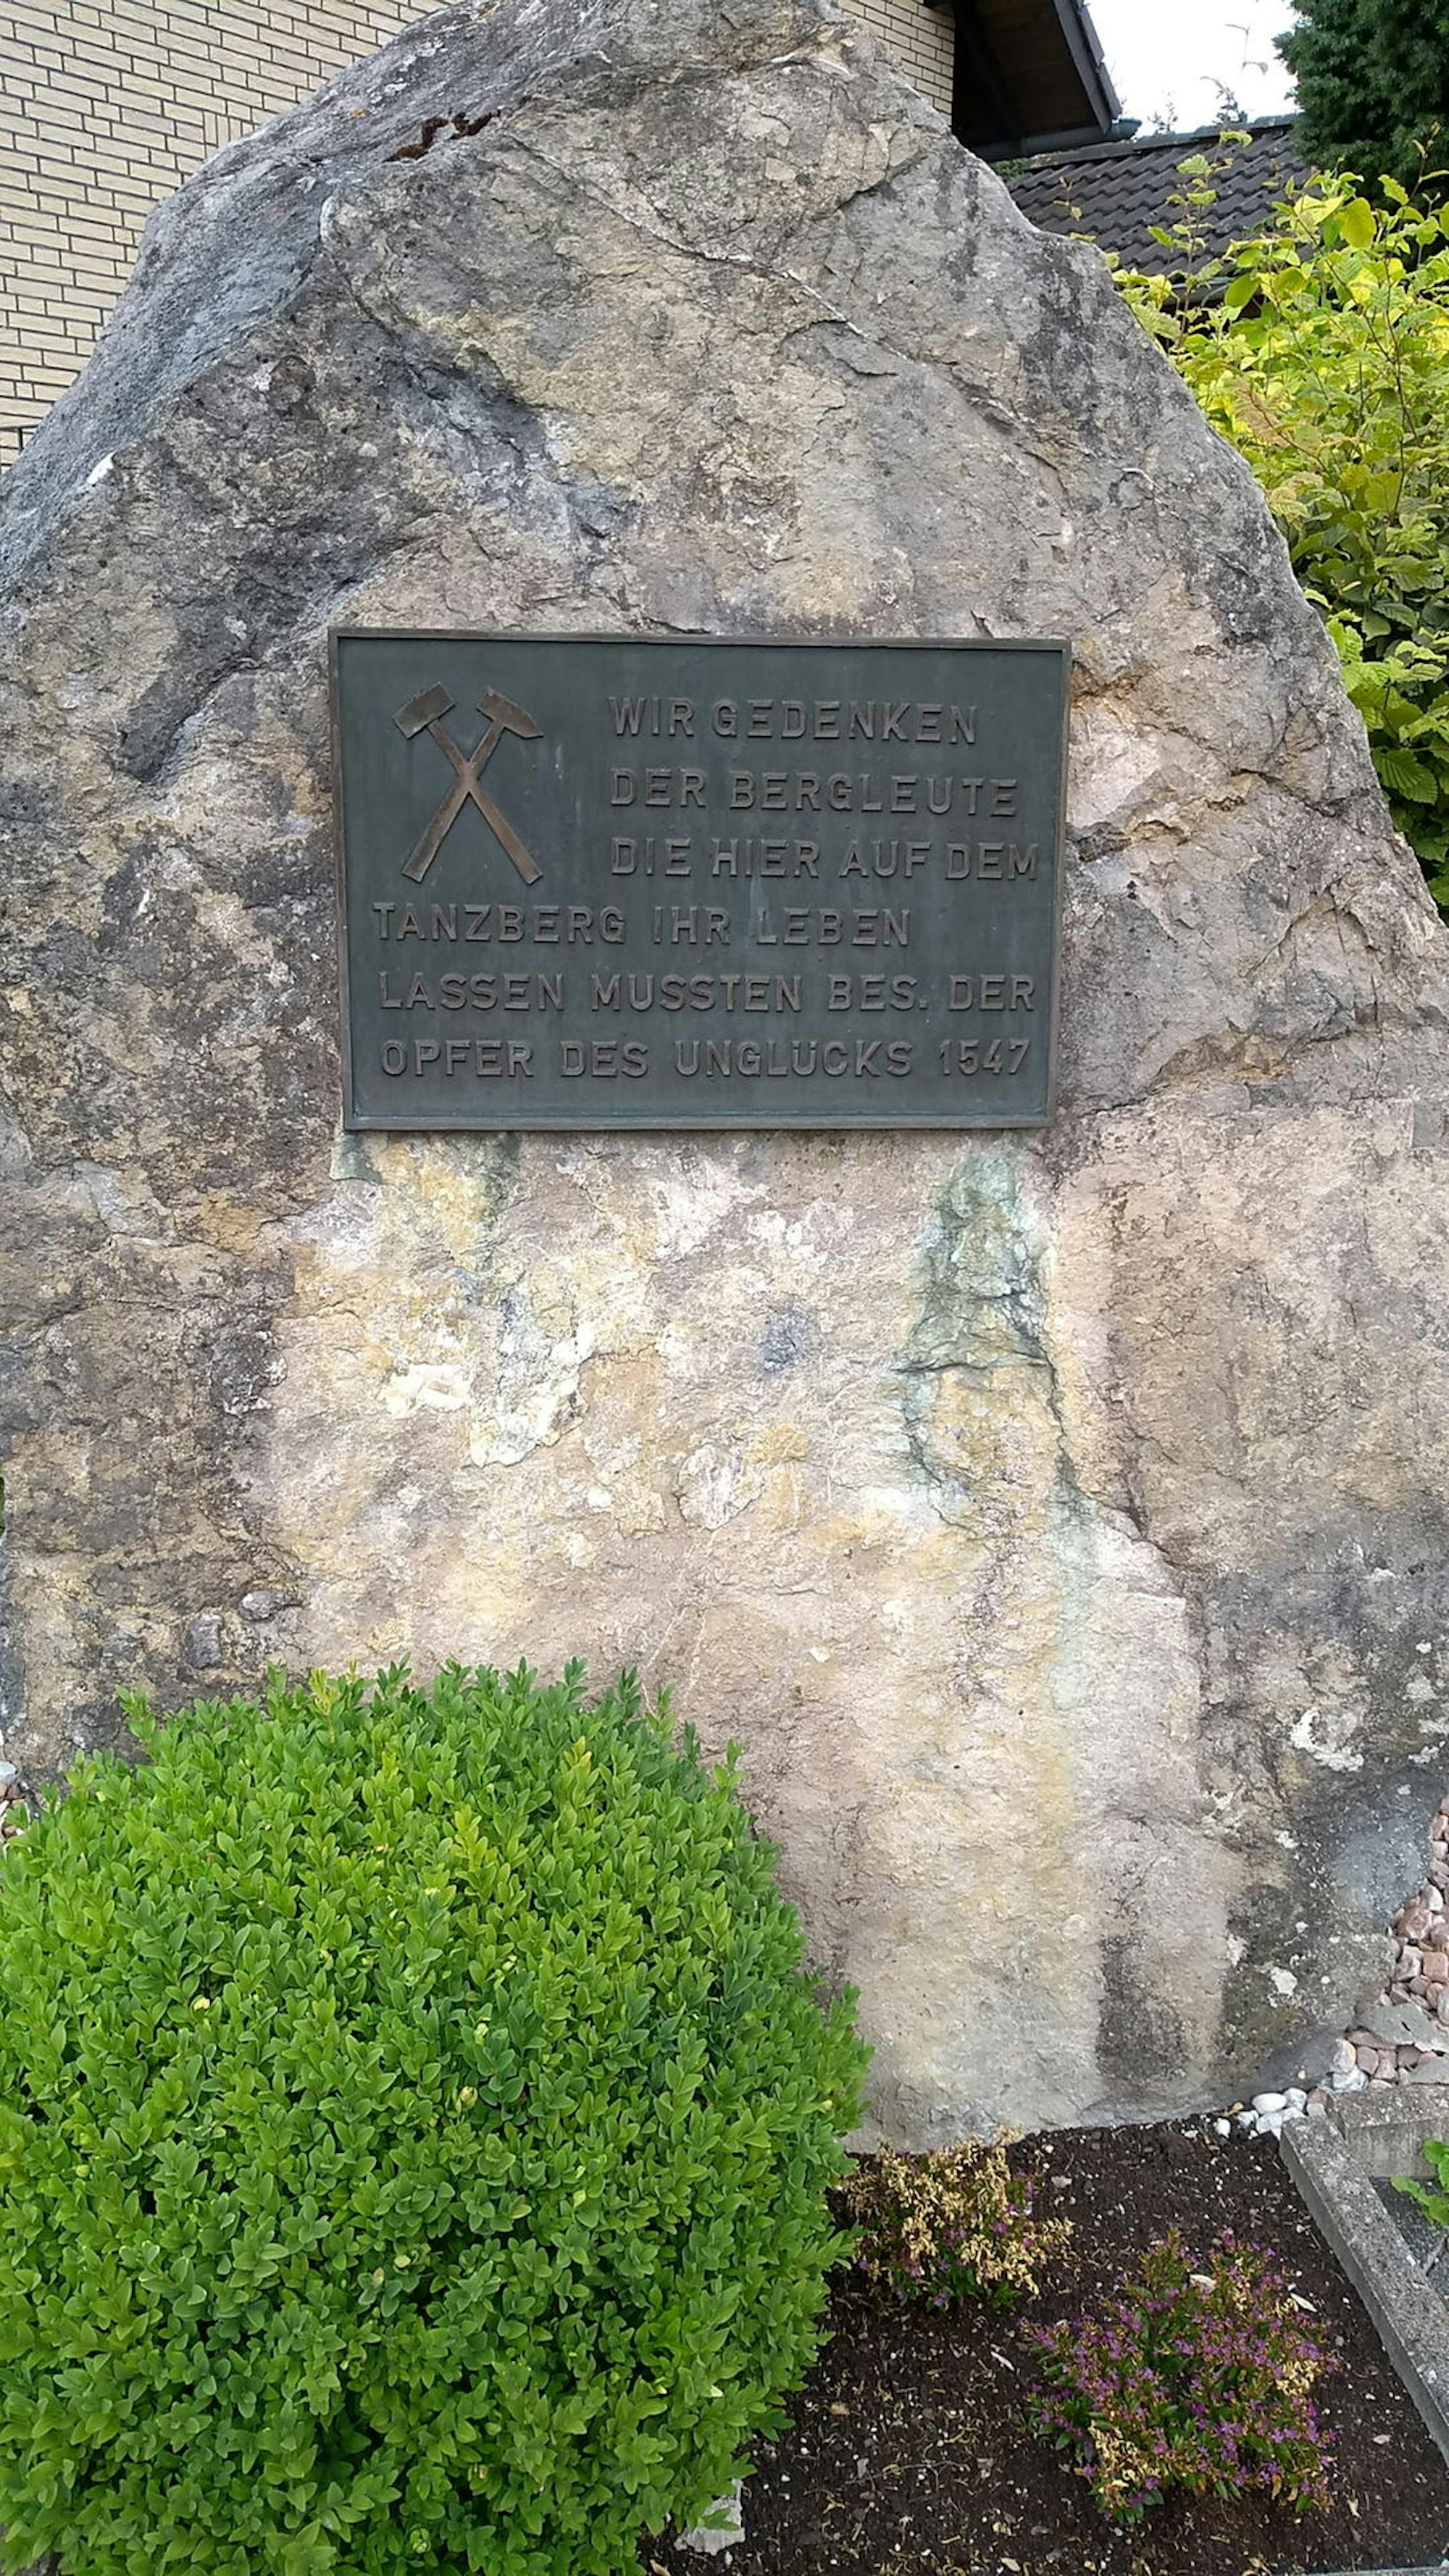 WIR GEDENKEN
DER BERGLEUTE
DIE HIER AUF DEM
TANZBERG IHR LEBEN
LASSEN MUSSTEN BES. DER
OPFER DES UNGLÜCKS 1547